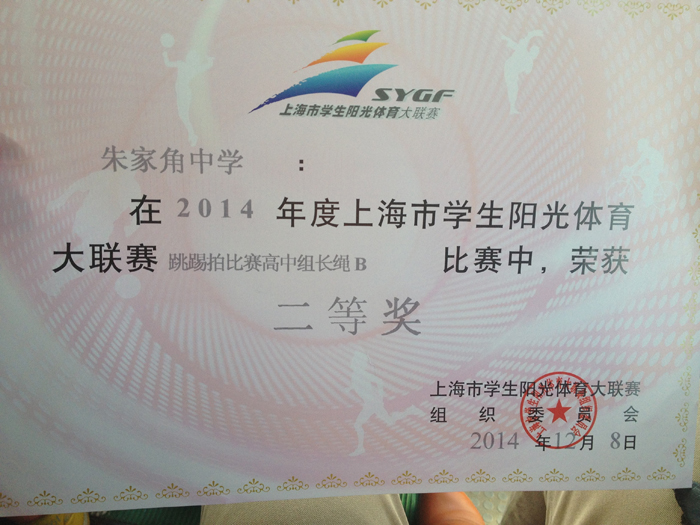 SYGF
上海市学生阳光体育大联赛
朱家角中学 :
在 2014 年度上海市学生阳光体育
大联赛 跳踢拍比赛高中组长绳 B 比赛中，荣获
二等奖
上海市学生阳光体育大联赛
组织委员会
2014 年12月 8日